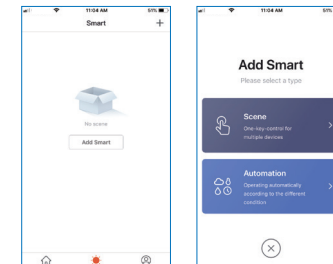 11:04 AM
51%
Smart
+
No scene
Add Smart
11:04 AM
51%
Add Smart
Please select a type
Scene
One-key control for
multiple devices
Automation
Operating automatically
according to the different
condition